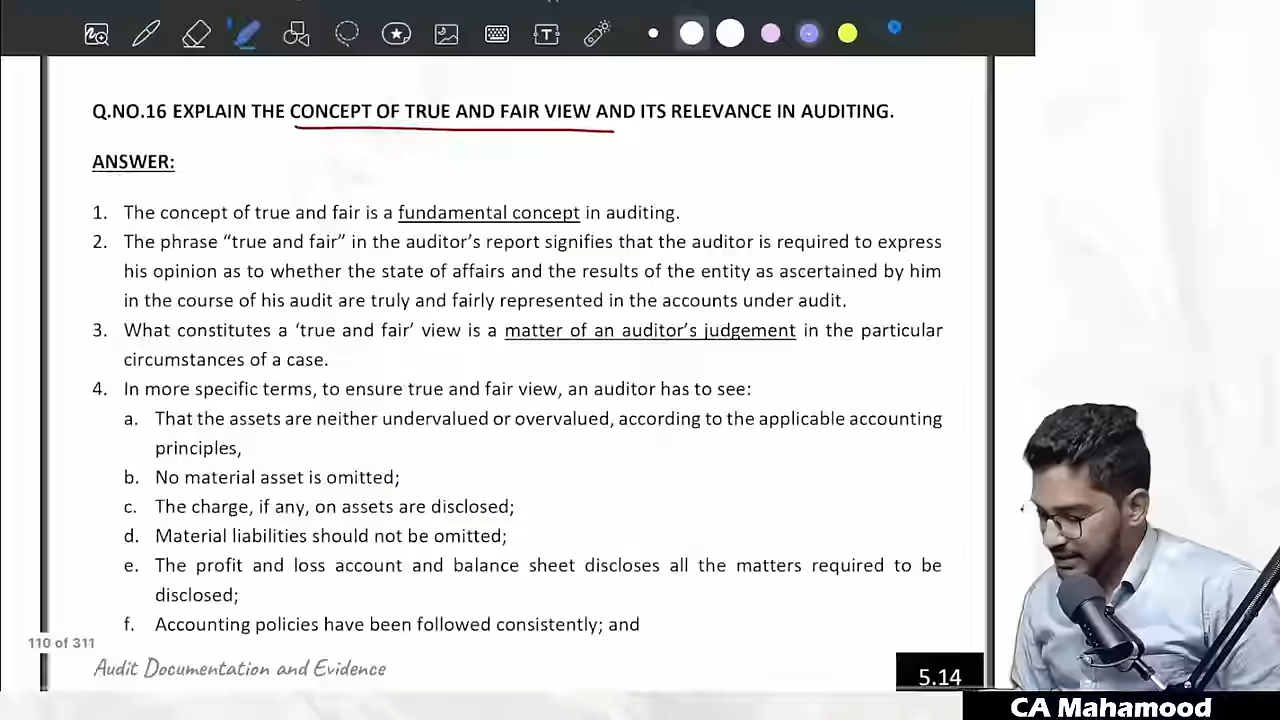 Q.NO.16 EXPLAIN THE CONCEPT OF TRUE AND FAIR VIEW AND ITS RELEVANCE IN AUDITING.
ANSWER:
1. The concept of true and fair is a fundamental concept in auditing.
2. The phrase “true and fair” in the auditor’s report signifies that the auditor is required to express
his opinion as to whether the state of affairs and the results of the entity as ascertained by him
in the course of his audit are truly and fairly represented in the accounts under audit.
3. What constitutes a ‘true and fair’ view is a matter of an auditor’s judgement in the particular
circumstances of a case.
4. In more specific terms, to ensure true and fair view, an auditor has to see:
a. That the assets are neither undervalued or overvalued, according to the applicable accounting
principles,
b. No material asset is omitted;
c. The charge, if any, on assets are disclosed;
d. Material liabilities should not be omitted;
e. The profit and loss account and balance sheet discloses all the matters required to be
disclosed;
f. Accounting policies have been followed consistently; and
110 of 311
Audit Documentation and Evidence
5.14
CA Mahamood